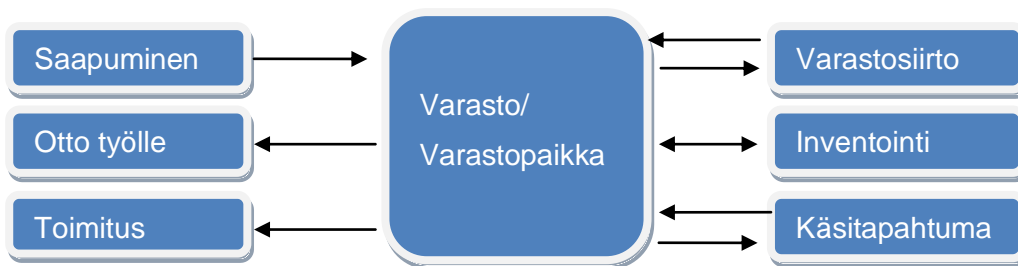 Saapuminen
Otto työlle
Toimitus
Varasto/
Varastopaikka
Varastosiirto
Inventointi
Käsitapahtuma